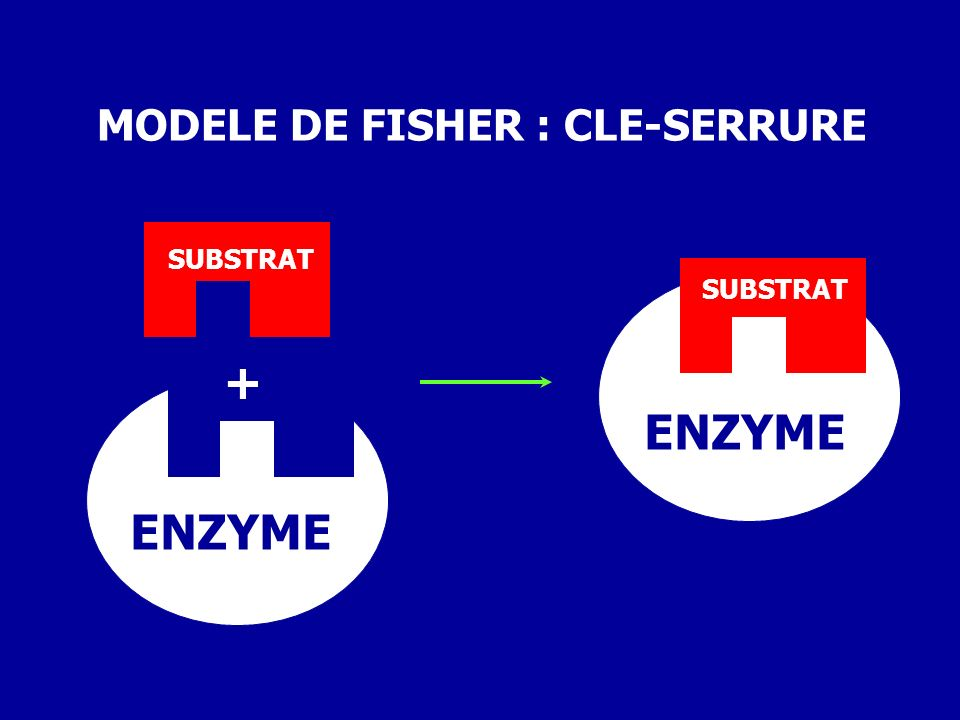 MODELE DE FISHER : CLE-SERRURE
SUBSTRAT
+
ENZYME
SUBSTRAT
ENZYME